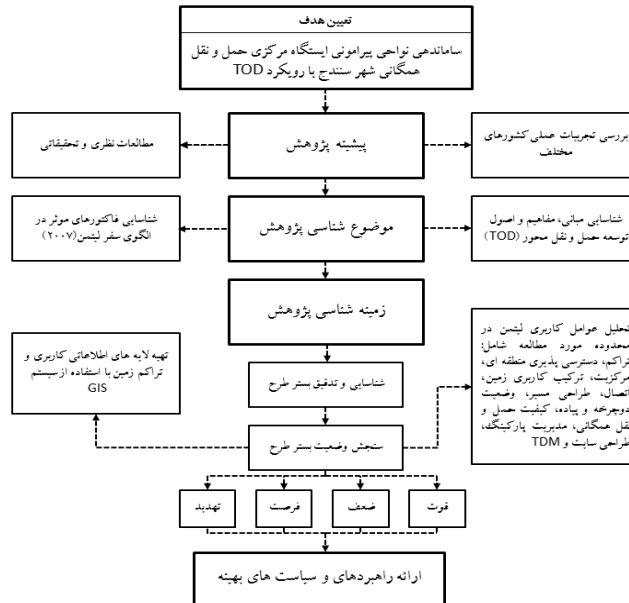 تعیین هدف
ساماندهی نواحی پیرامونی ایستگاه مرکزی حمل و نقل
همگانی شهر سنندج با رویکرد TOD
بررسی تجربیات عملی کشورهای
مختلف
پیشینه پژوهش
مطالعات نظری و تحقیقاتی
شناسایی مبانی، مفاهیم و اصول
توسعه حمل و نقل محور (TOD)
موضوع شناسی پژوهش
شناسایی فاکتورهای موثر در
الگوی سفر لیتمن(۲۰۰۷)
زمینه شناسی پژوهش
شناسایی و تدقیق بستر طرح
تحلیل عوامل کاربری لیتمن در
محدوده مورد مطالعه شامل:
تراکم، دسترسی پذیری منطقه ای،
مرکزیت، ترکیب کاربری زمین،
اتصال، طراحی مسیر، وضعیت
دوچرخه و پیاده، کیفیت حمل و
نقل همگانی، مدیریت پارکینگ،
طراحی سایت و TDM
سنجش وضعیت بستر طرح
تهیه لایه های اطلاعاتی کاربری و
تراکم زمین با استفاده از سیستم
GIS
قوت
ضعف
فرصت
تهدید
ارائه راهبردهای و سیاست های بهینه